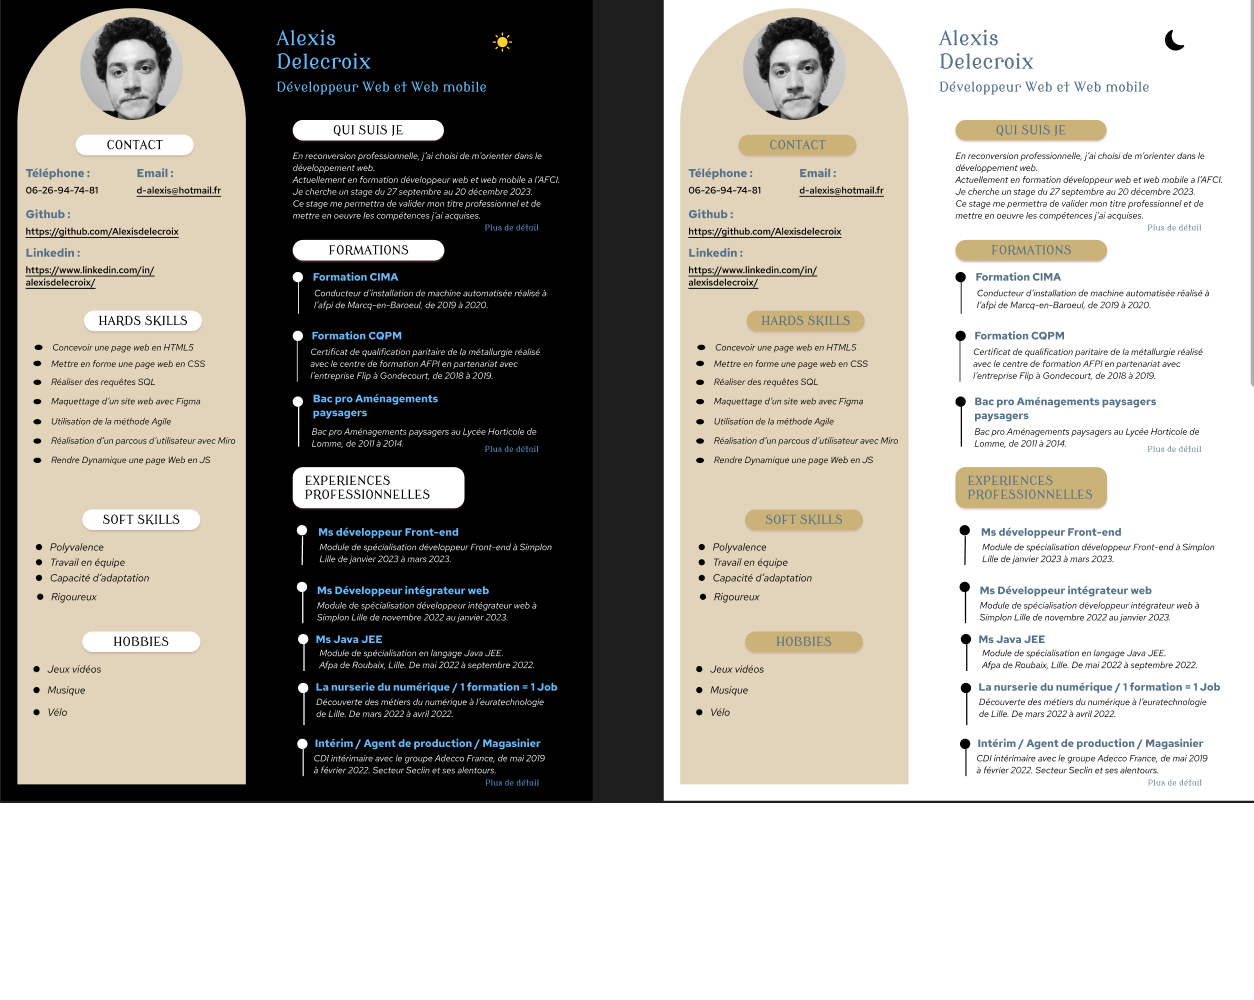 Alexis
Delecroix
Développeur Web et Web mobile
CONTACT
Téléphone :
06-26-94-74-81
Email :
d-alexis@hotmail.fr
Github :
https://github.com/Alexisdelecroix
Linkedin :
https://www.linkedin.com/in/
alexisdelecroix/
HARDS SKILLS
Concevoir une page web en HTML5
Mettre en forme une page web en CSS
Réaliser des requêtes SQL
Maquettage d'un site web avec Figma
Utilisation de la méthode Agile
Réalisation d'un parcous d'utilisateur avec Miro
Rendre Dynamique une page Web en JS
SOFT SKILLS
Polyvalence
Travail en équipe
Capacité d'adaptation
Rigoureux
HOBBIES
Jeux vidéos
Musique
Vélo
QUI SUIS JE
En reconversion professionnelle, j'ai choisi de m'orienter dans le
développement web.
Actuellement en formation développeur web et web mobile a l'AFCI.
Je cherche un stage du 27 septembre au 20 décembre 2023.
Ce stage me permettra de valider mon titre professionnel et de
mettre en oeuvre les compétences j'ai acquises.
Plus de détail
FORMATIONS
Formation CIMA
Conducteur d'installation de machine automatisée réalisé à
l'afpi de Marcq-en-Baroeul, de 2019 à 2020.
Formation CQPM
Certificat de qualification paritaire de la métallurgie réalisé
avec le centre de formation AFPI en partenariat avec
l'entreprise Flip à Gondecourt, de 2018 à 2019.
Bac pro Aménagements
paysagers
Bac pro Aménagements paysagers au Lycée Horticole de
Lomme, de 2011 à 2014.
Plus de détail
EXPERIENCES
PROFESSIONNELLES
Ms développeur Front-end
Module de spécialisation développeur Front-end à Simplon
Lille de janvier 2023 à mars 2023.
Ms Développeur intégrateur web
Module de spécialisation développeur intégrateur web à
Simplon Lille de novembre 2022 au janvier 2023.
Ms Java JEE
Module de spécialisation en langage Java JEE.
Afpa de Roubaix, Lille. De mai 2022 à septembre 2022.
La nurserie du numérique / 1 formation = 1 Job
Découverte des métiers du numérique à l'euratechnologie
de Lille. De mars 2022 à avril 2022.
Intérim / Agent de production / Magasinier
CDI intérimaire avec le groupe Adecco France, de mai 2019
à février 2022. Secteur Seclin et ses alentours.
Plus de détail
Alexis
Delecroix
Développeur Web et Web mobile
CONTACT
Téléphone :
06-26-94-74-81
Email :
d-alexis@hotmail.fr
Github :
https://github.com/Alexisdelecroix
Linkedin :
https://www.linkedin.com/in/
alexisdelecroix/
HARDS SKILLS
Concevoir une page web en HTML5
Mettre en forme une page web en CSS
Réaliser des requêtes SQL
Maquettage d'un site web avec Figma
Utilisation de la méthode Agile
Réalisation d'un parcous d'utilisateur avec Miro
Rendre Dynamique une page Web en JS
SOFT SKILLS
Polyvalence
Travail en équipe
Capacité d'adaptation
Rigoureux
HOBBIES
Jeux vidéos
Musique
Vélo
QUI SUIS JE
En reconversion professionnelle, j'ai choisi de m'orienter dans le
développement web.
Actuellement en formation développeur web et web mobile a l'AFCI.
Je cherche un stage du 27 septembre au 20 décembre 2023.
Ce stage me permettra de valider mon titre professionnel et de
mettre en oeuvre les compétences j'ai acquises.
Plus de détail
FORMATIONS
Formation CIMA
Conducteur d'installation de machine automatisée réalisé à
l'afpi de Marcq-en-Baroeul, de 2019 à 2020.
Formation CQPM
Certificat de qualification paritaire de la métallurgie réalisé
avec le centre de formation AFPI en partenariat avec
l'entreprise Flip à Gondecourt, de 2018 à 2019.
Bac pro Aménagements paysagers
paysagers
Bac pro Aménagements paysagers au Lycée Horticole de
Lomme, de 2011 à 2014.
Plus de détail
EXPERIENCES
PROFESSIONNELLES
Ms développeur Front-end
Module de spécialisation développeur Front-end à Simplon
Lille de janvier 2023 à mars 2023.
Ms Développeur intégrateur web
Module de spécialisation développeur intégrateur web à
Simplon Lille de novembre 2022 au janvier 2023.
Ms Java JEE
Module de spécialisation en langage Java JEE.
Afpa de Roubaix, Lille. De mai 2022 à septembre 2022.
La nurserie du numérique / 1 formation = 1 Job
Découverte des métiers du numérique à l'euratechnologie
de Lille. De mars 2022 à avril 2022.
Intérim / Agent de production / Magasinier
CDI intérimaire avec le groupe Adecco France, de mai 2019
à février 2022. Secteur Seclin et ses alentours.
Plus de détail